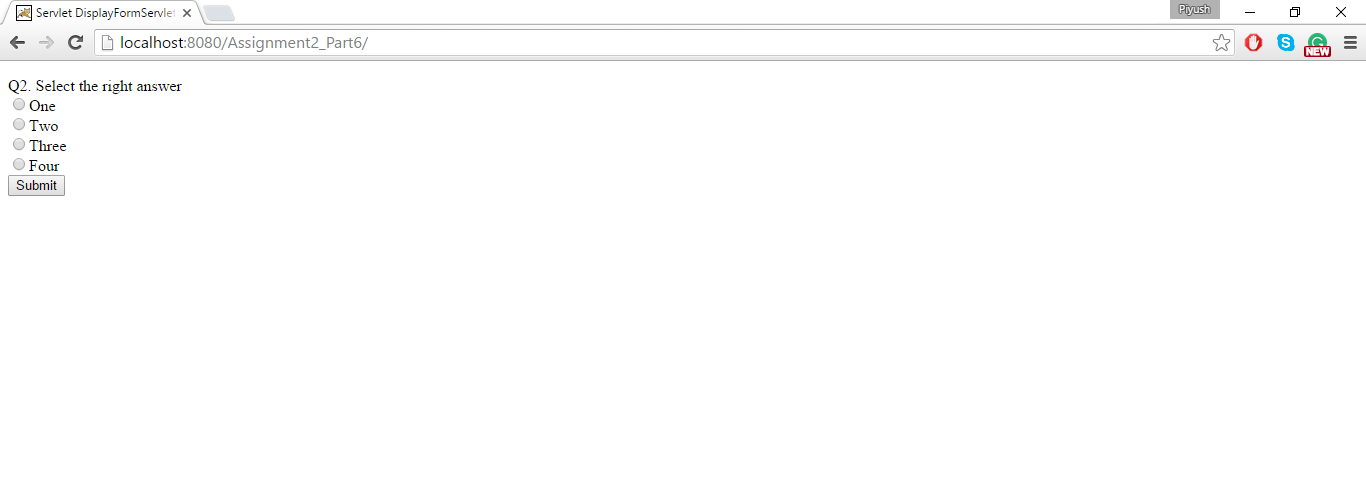 Servlet DisplayFormServlet
Piyush
localhost:8080/Assignment2_Part6/
S
G
NEW
Q2. Select the right answer
One
Two
Three
Four
Submit